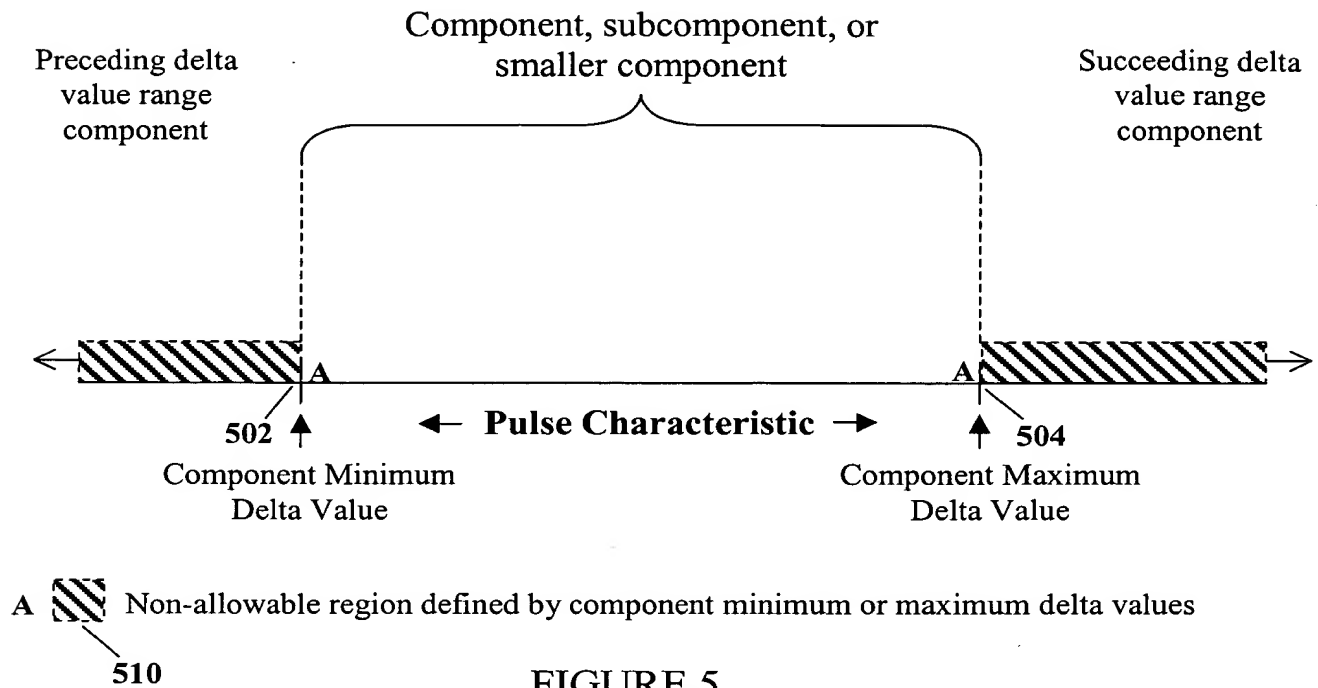 Component, subcomponent, or
smaller component
Preceding delta
value range
component
Succeeding delta
value range
component
A
A
502
← Pulse Characteristic →
504
Component Minimum
Delta Value
Component Maximum
Delta Value
A Non-allowable region defined by component minimum or maximum delta values
510
FIGURE 5